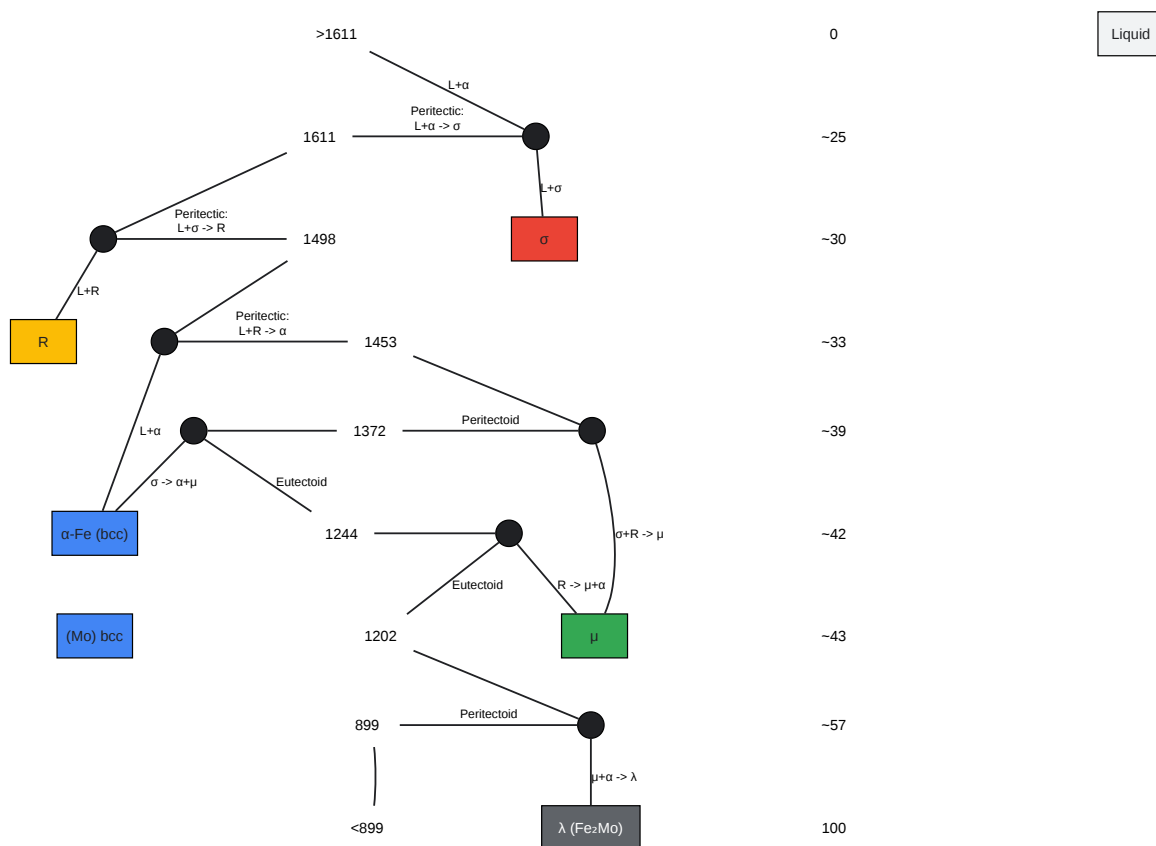 >1611
0
Liquid
L+α
Peritectic:
L+α -> σ
1611
~25
L+σ
Peritectic:
L+σ -> R
1498
σ
~30
L+R
Peritectic:
L+R -> α
R
1453
~33
L+α
1372
Peritectoid
~39
σ -> α+μ
Eutectoid
α-Fe (bcc)
1244
σ+R -> μ
~42
Eutectoid
R -> μ+α
(Mo) bcc
1202
μ
~43
Peritectoid
899
~57
μ+α -> λ
<899
λ (Fe₂Mo)
100